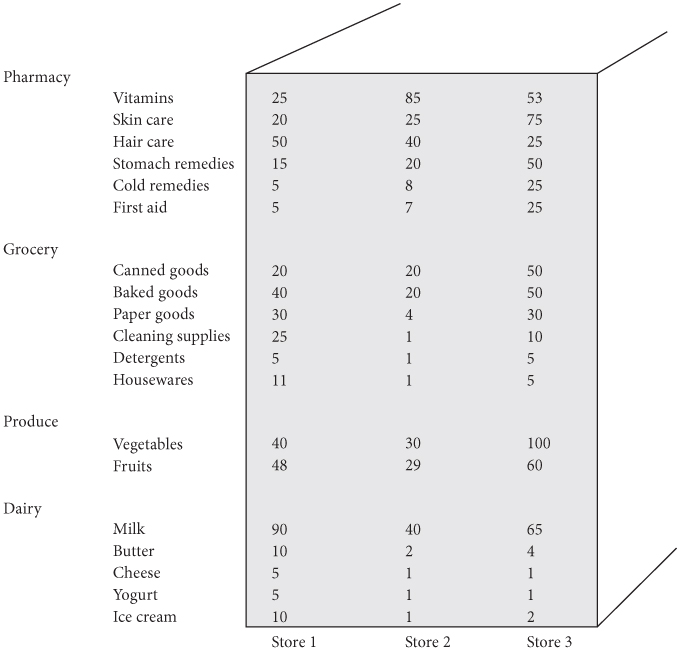 Pharmacy
Vitamins 25 85 53
Skin care 20 25 75
Hair care 50 40 25
Stomach remedies 15 20 50
Cold remedies 5 8 25
First aid 5 7 25
Grocery
Canned goods 20 20 50
Baked goods 40 20 50
Paper goods 30 4 30
Cleaning supplies 25 1 10
Detergents 5 1 5
Housewares 11 1 5
Produce
Vegetables 40 30 100
Fruits 48 29 60
Dairy
Milk 90 40 65
Butter 10 2 4
Cheese 5 1 1
Yogurt 5 1 1
Ice cream 10 1 2
Store 1 Store 2 Store 3